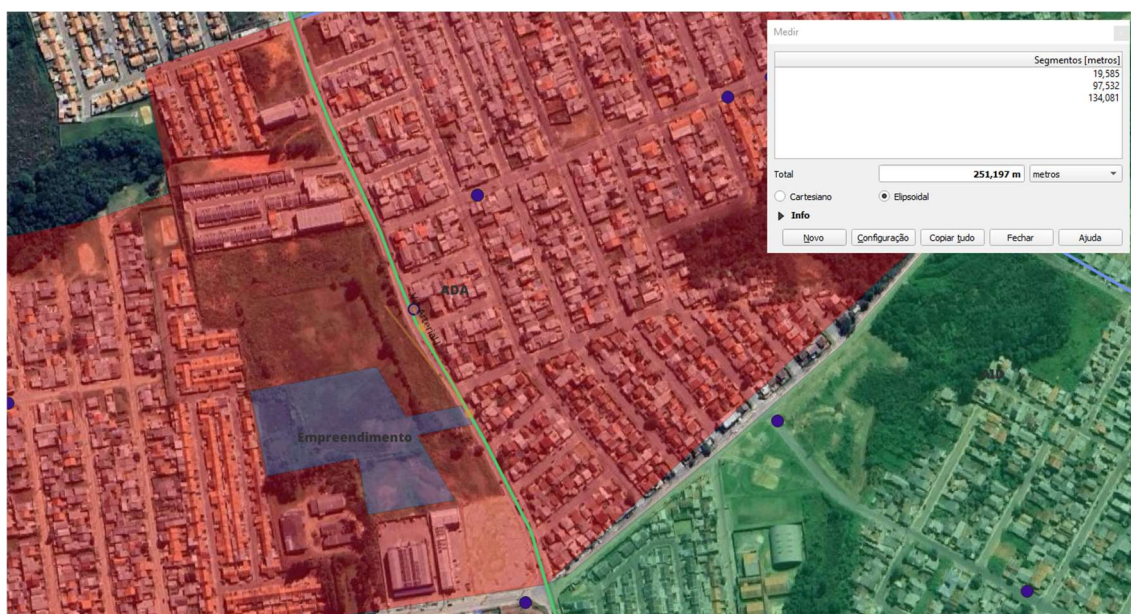 Medir
Segmentos [metros]
19,585
97,532
134,081
Total
251,197 m
metros
Cartesiano
Elipsoidal
Info
Novo
Configuração
Copiar tudo
Fechar
Ajuda
ADA
Empreendimento